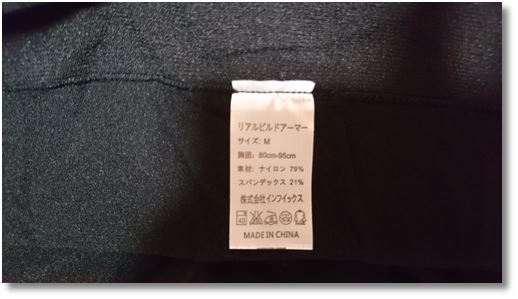 リアルビルドアーマー
サイズ: M
胸囲: 80cm-95cm
素材: ナイロン 79%
スパンデックス 21%
株式会社インフィックス
40
MADE IN CHINA